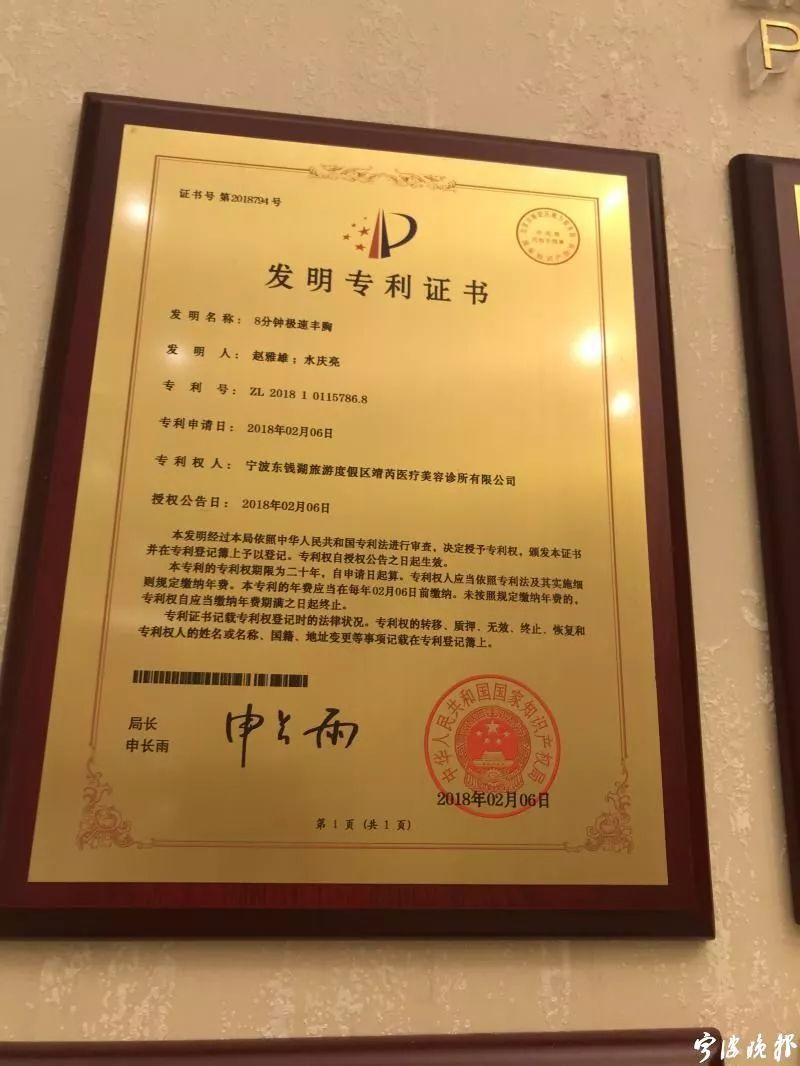 P
证书号 第2018794号
发明专利证书
发 明 名 称: 8分钟极速丰胸
发 明 人: 赵雅雄;水庆亮
专 利 号: ZL 2018 1 0115786.8
专利申请日: 2018年02月06日
专 利 权 人: 宁波东钱湖旅游度假区靖芮医疗美容诊所有限公司
授权公告日: 2018年02月06日
本发明经过本局依照中华人民共和国专利法进行审查,决定授予专利权,颁发本证书
并在专利登记簿上予以登记。专利权自授权公告之日起生效。
本专利的专利权期限为二十年,自申请日起算。专利权人应当依照专利法及其实施细
则规定缴纳年费。本专利的年费应当在每年02月06日前缴纳。未按照规定缴纳年费的,
专利权自应当缴纳年费期满之日起终止。
专利证书记载专利权登记时的法律状况。专利权的转移、质押、无效、终止、恢复和
专利权人的姓名或名称、国籍、地址变更等事项记载在专利登记簿上。
局长
申长雨
申长雨
中华人民共和国国家知识产权局
2018年02月06日
第 1 页 (共 1 页)
宁波晚报